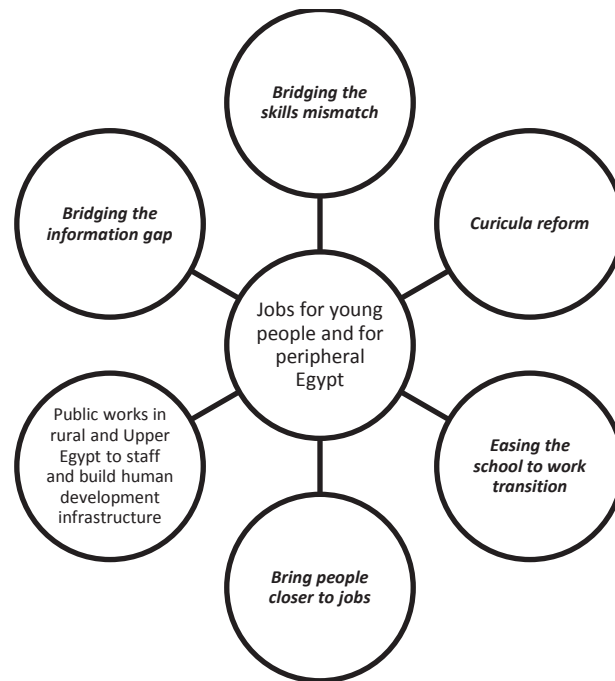 Bridging the
skills mismatch
Bridging the
information gap
Curicula reform
Jobs for young
people and for
peripheral
Egypt
Public works in
rural and Upper
Egypt to staff
and build human
development
infrastructure
Easing the
school to work
transition
Bring people
closer to jobs